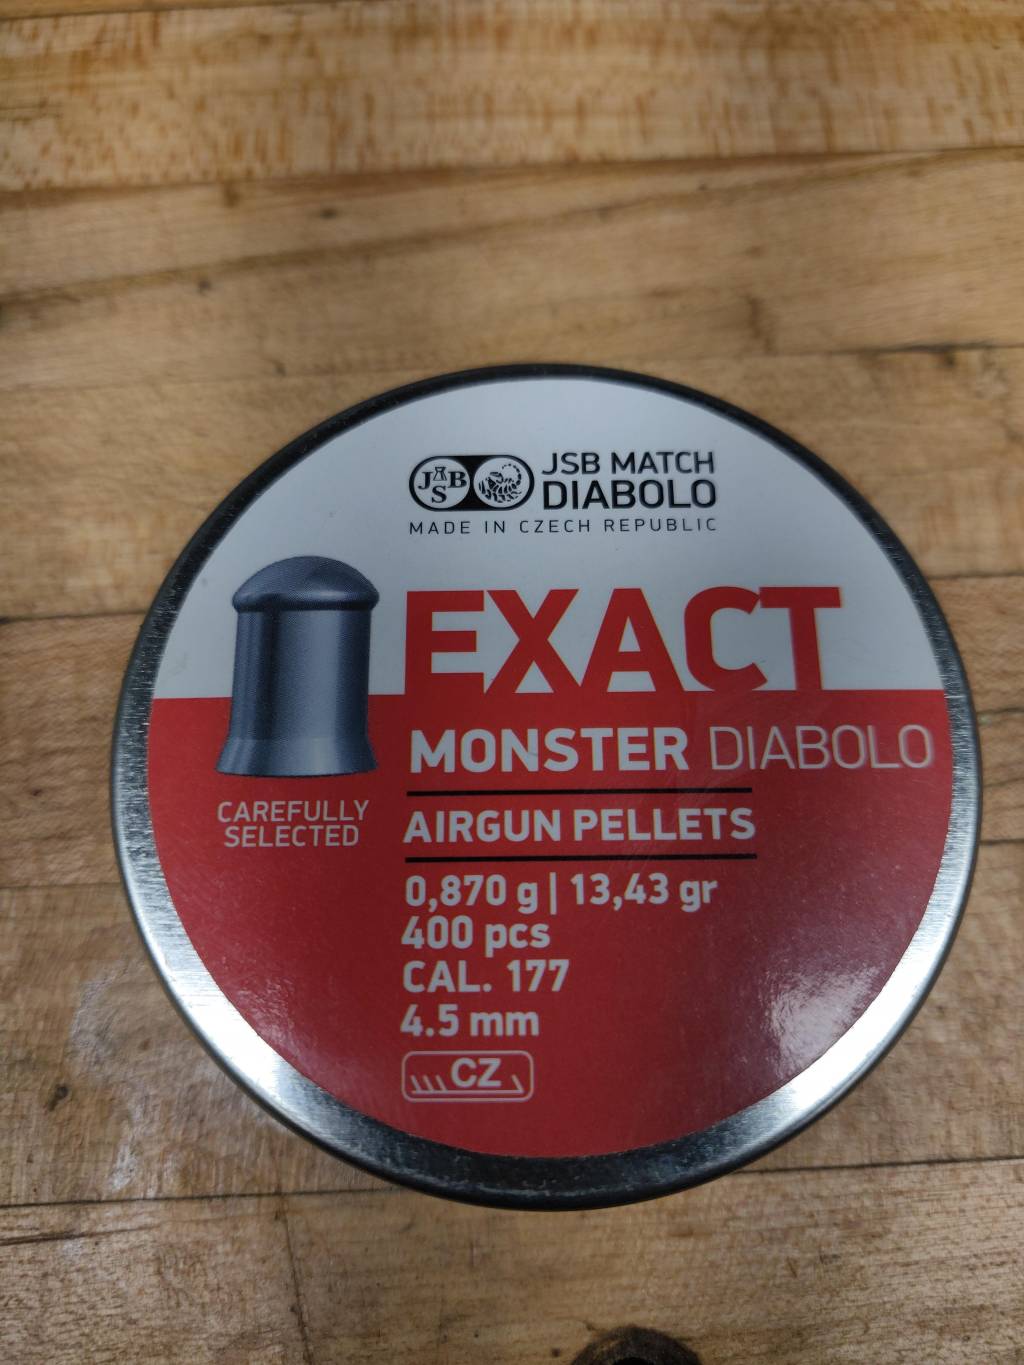 JSB
JSB MATCH
DIABOLO
MADE IN CZECH REPUBLIC
EXACT
MONSTER DIABOLO
CAREFULLY
SELECTED
AIRGUN PELLETS
0,870 g | 13,43 gr
400 pcs
CAL. 177
4.5 mm
CZ